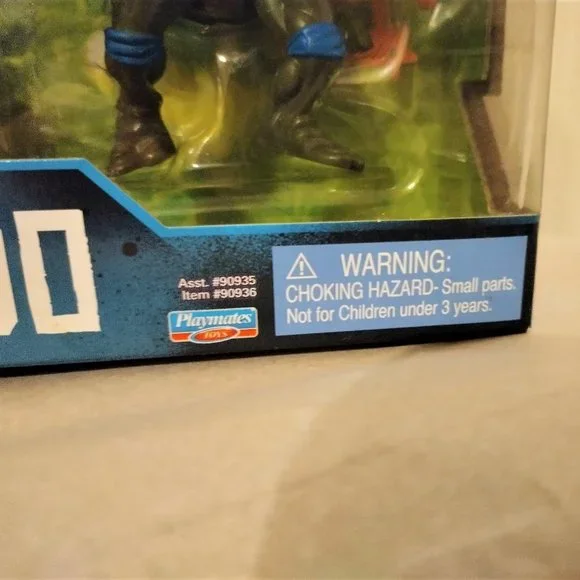 Asst. #90935
Item #90936
Playmates
TOYS
WARNING:
CHOKING HAZARD- Small parts.
Not for Children under 3 years.